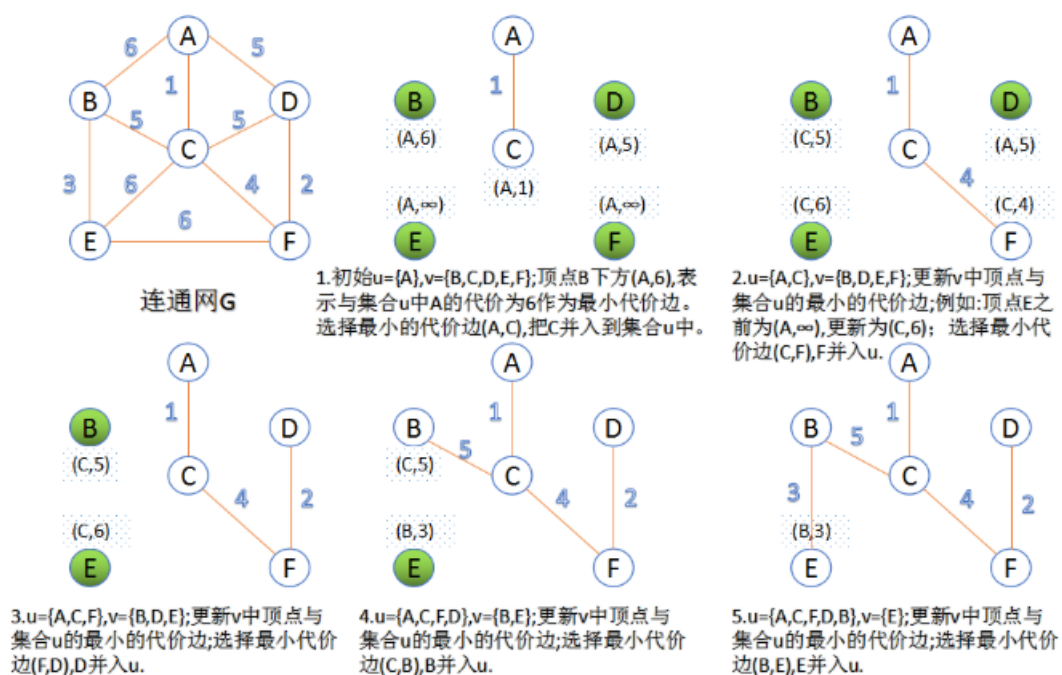 A
6
5
1
B
D
5
5
C
3
6
4
2
6
E
F
连通网G
A
1
B
D
(A,6)
C
(A,5)
(A,1)
(A,∞)
(A,∞)
E
F
1.初始u={A},v={B,C,D,E,F};顶点B下方(A,6),表
示与集合u中A的代价为6作为最小代价边。
选择最小的代价边(A,C),把C并入到集合u中。
A
1
B
D
(C,5)
C
(A,5)
4
(C,6)
(C,4)
E
F
2.u={A,C},v={B,D,E,F};更新v中顶点与
集合u的最小的代价边;例如:顶点E之
前为(A,∞),更新为(C,6)；选择最小代
价边(C,F),F并入u.
A
1
B
D
(C,5)
C
4
2
(C,6)
E
F
3.u={A,C,F},v={B,D,E};更新v中顶点与
集合u的最小的代价边;选择最小代价
边(F,D),D并入u.
A
1
B
D
5
(C,5)
C
4
2
(B,3)
E
F
4.u={A,C,F,D},v={B,E};更新v中顶点与
集合u的最小的代价边;选择最小代价
边(C,B),B并入u.
A
1
B
D
5
C
3
4
2
(B,3)
E
F
5.u={A,C,F,D,B},v={E};更新v中顶点与
集合u的最小的代价边;选择最小代价
边(B,E),E并入u.